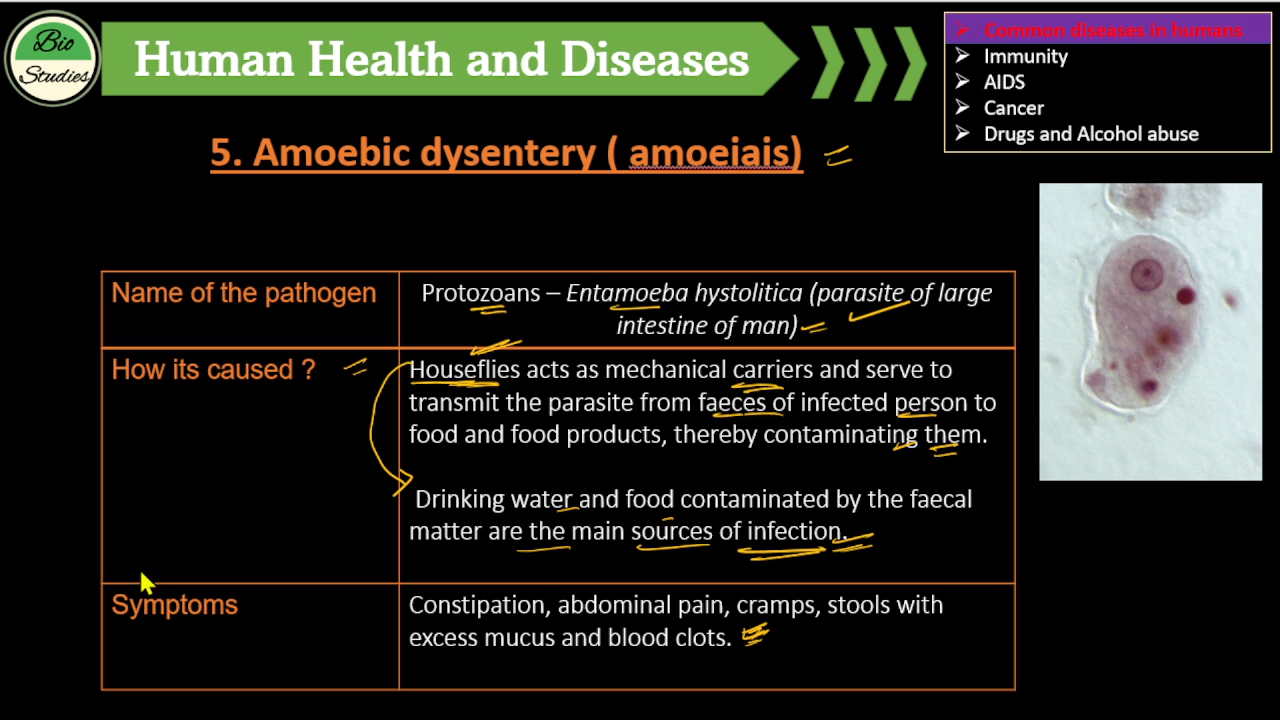 Bio
Studies
Human Health and Diseases
➢ Common diseases in humans
➢ Immunity
➢ AIDS
➢ Cancer
➢ Drugs and Alcohol abuse
5. Amoebic dysentery ( amoeiais)
Name of the pathogen
Protozoans – Entamoeba hystolitica (parasite of large
intestine of man)
How its caused ?
Houseflies acts as mechanical carriers and serve to
transmit the parasite from faeces of infected person to
food and food products, thereby contaminating them.
Drinking water and food contaminated by the faecal
matter are the main sources of infection.
Symptoms
Constipation, abdominal pain, cramps, stools with
excess mucus and blood clots.